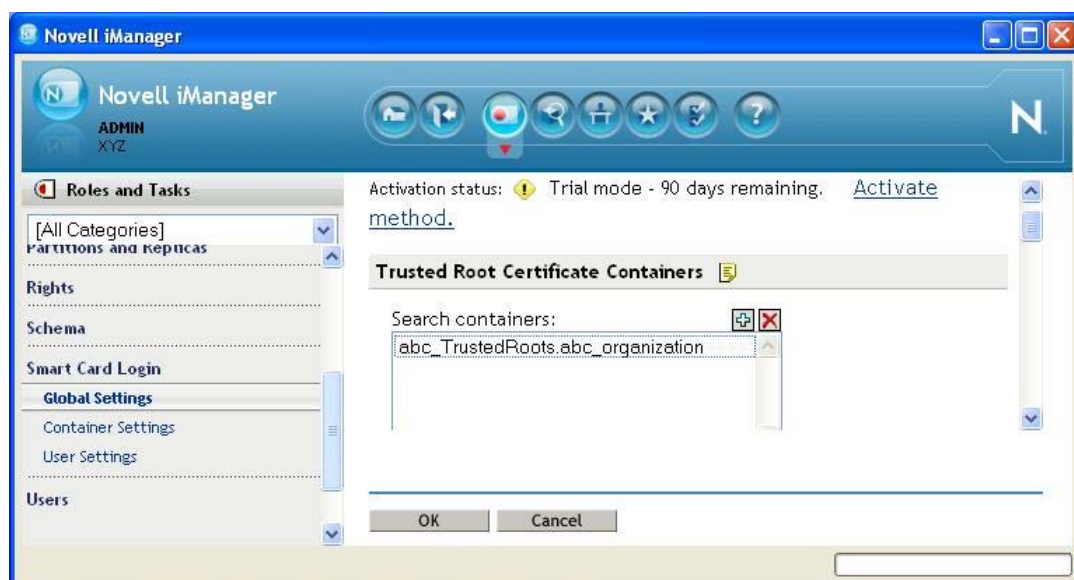 Novell iManager
Novell iManager
ADMIN
XYZ
N
Roles and Tasks
[All Categories]
Partitions and Replicas
Rights
Schema
Smart Card Login
Global Settings
Container Settings
User Settings
Users
Activation status: Trial mode - 90 days remaining. Activate
method.
Trusted Root Certificate Containers
Search containers:
abc_TrustedRoots.abc_organization
OK Cancel